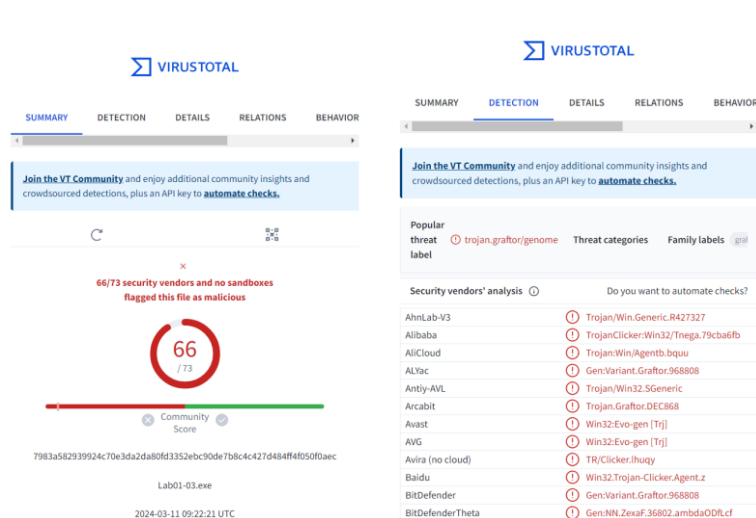 VIRUSTOTAL
SUMMARY DETECTION DETAILS RELATIONS BEHAVIOR
Join the VT Community and enjoy additional community insights and
crowdsourced detections, plus an API key to automate checks.
66/73 security vendors and no sandboxes
flagged this file as malicious
66
/ 73
Community
Score
7983a582939924c70e3da2da80fd3352ebc90de7b8c4c427d484ff4f050f0aec
Lab01-03.exe
2024-03-11 09:22:21 UTC
VIRUSTOTAL
SUMMARY DETECTION DETAILS RELATIONS BEHAVIOR
Join the VT Community and enjoy additional community insights and
crowdsourced detections, plus an API key to automate checks.
Popular
threat trojan.graftor/genome Threat categories Family labels graf
label
Security vendors' analysis Do you want to automate checks?
AhnLab-V3 Trojan/Win.Generic.R427327
Alibaba TrojanClicker:Win32/Tnega.79cba6fb
AliCloud Trojan:Win/Agentb.bquu
ALYac Gen:Variant.Graftor.968808
Antiy-AVL Trojan/Win32.SGeneric
Arcabit Trojan.Graftor.DEC868
Avast Win32:Evo-gen [Trj]
AVG Win32:Evo-gen [Trj]
Avira (no cloud) TR/Clicker.lhuqy
Baidu Win32.Trojan-Clicker.Agent.z
BitDefender Gen:Variant.Graftor.968808
BitDefenderTheta Gen:NN.ZexaF.36802.ambdaODfLcf